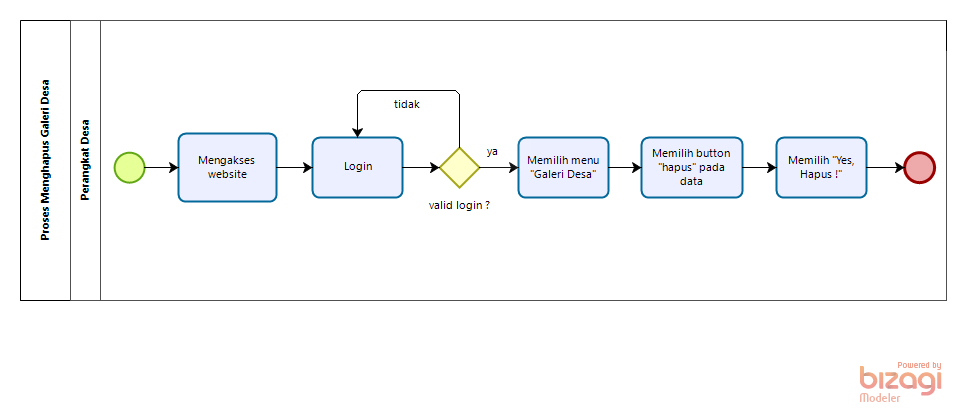 Proses Menghapus Galeri Desa
Perangkat Desa
Mengakses
website
Login
tidak
valid login ?
ya
Memilih menu
"Galeri Desa"
Memilih button
"hapus" pada
data
Memilih "Yes,
Hapus !"
Powered by
bizagi
Modeler